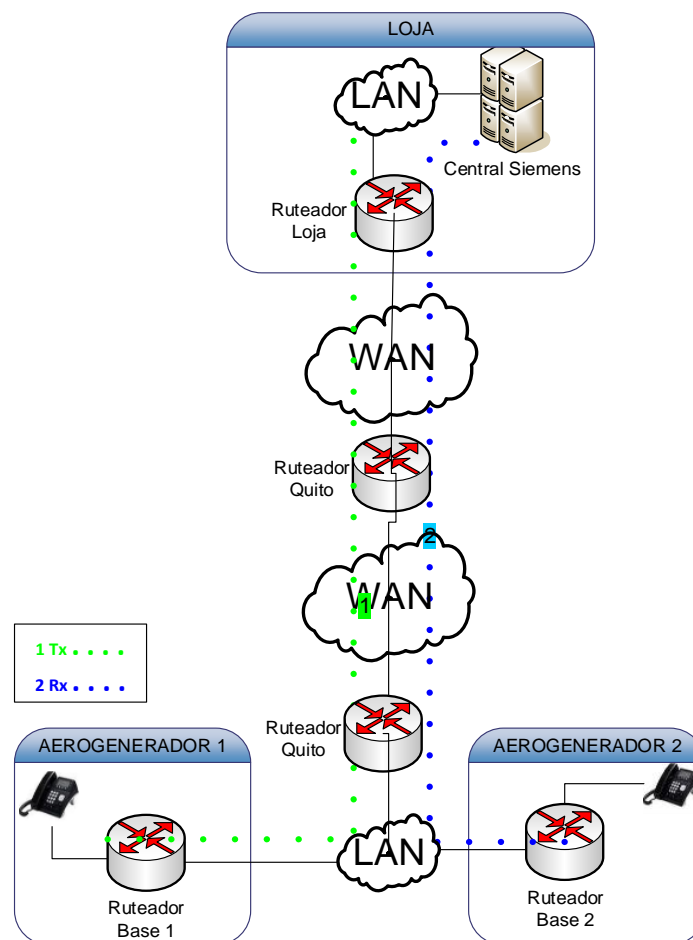 LOJA
LAN
Central Siemens
Ruteador
Loja
WAN
Ruteador
Quito
2
WAN
1
1 Tx
2 Rx
Ruteador
Quito
AEROGENERADOR 1
AEROGENERADOR 2
LAN
Ruteador
Base 1
Ruteador
Base 2